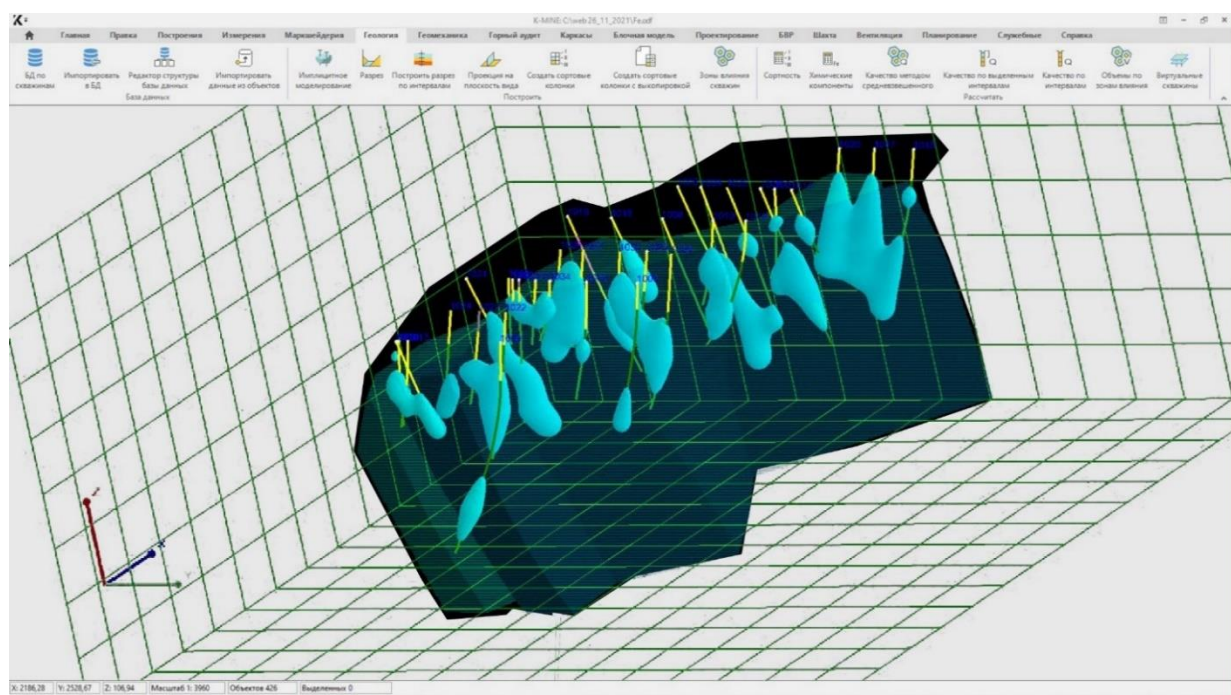 K-MINE: C:\web 26_11_2021\Fe.odf
Главная Правка Построения Измерения Маркшейдерия Геология Геомеханика Горный аудит Каркасы Блочная модель Проектирование БВР Шахта Вентиляция Планирование Служебные Справка
БД по скважинам
Импортировать в БД
Редактор структуры базы данных
Импортировать данные из объектов
Имплицитное моделирование
Разрез
Построить разрез по интервалам
Проекция на плоскость вида
Создать сортовые колонки
Создать сортовые колонки с выкопировкой
Зоны влияния скважин
Сортность
Химические компоненты
Качество методом средневзвешенного
Качество по выделенным интервалам
Качество по интервалам
Объемы по зонам влияния
Виртуальные скважины
База данных
Построить
Рассчитать
X: 2186,28 Y: 2528,67 Z: 106,94 Масштаб 1: 3960 Объектов 426 Выделенных 0